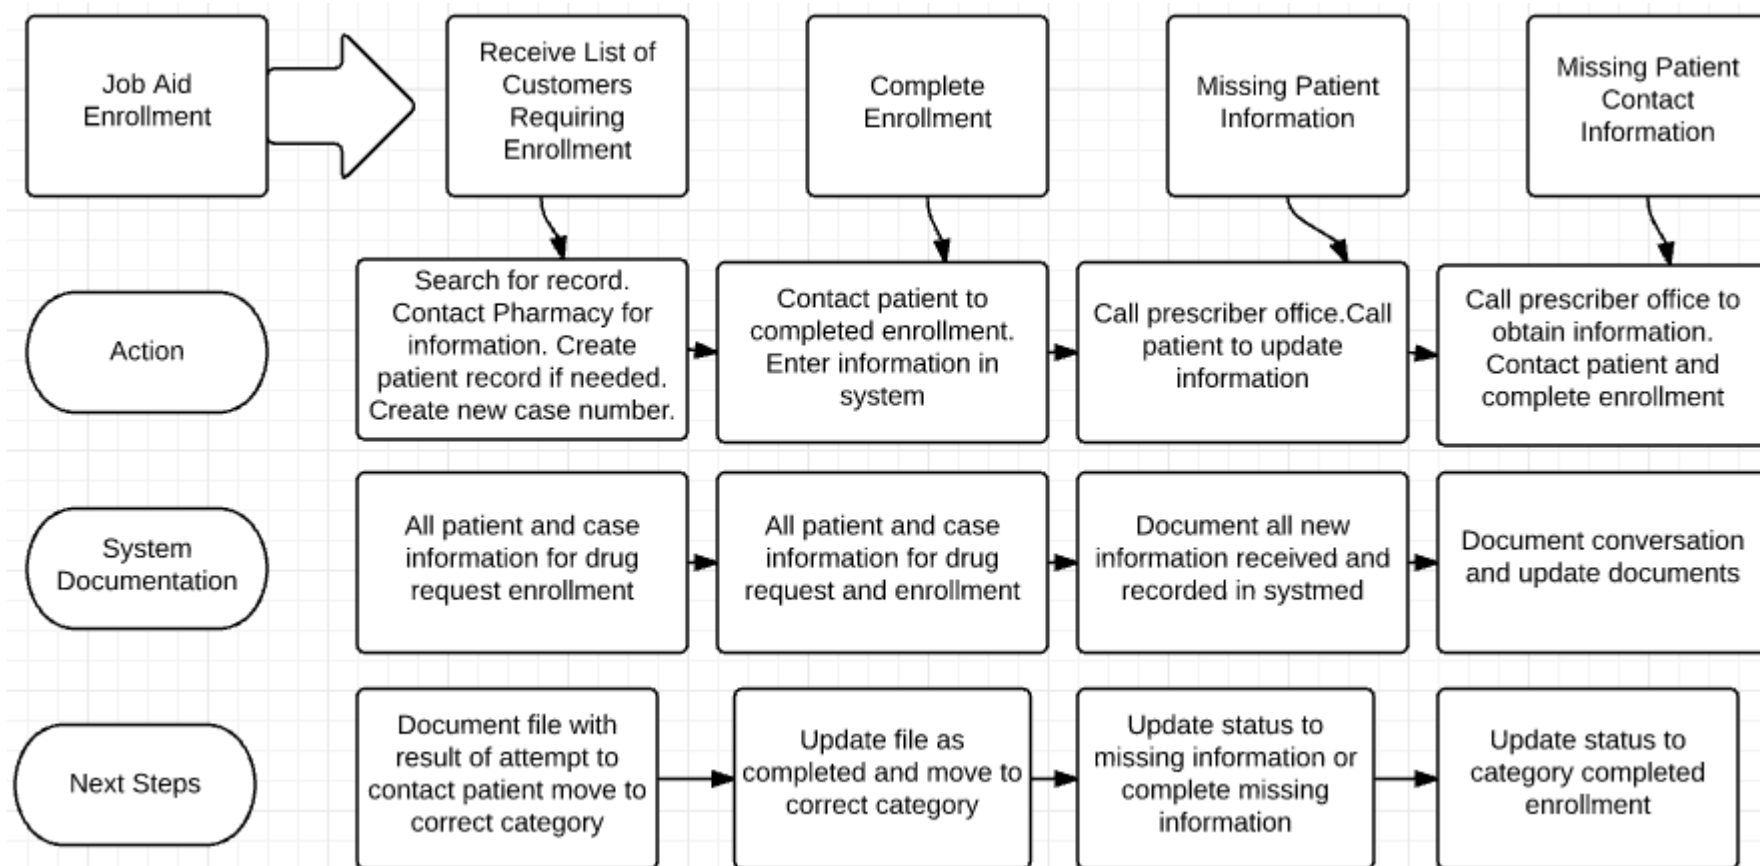 Job Aid
Enrollment
Receive List of
Customers
Requiring
Enrollment
Complete
Enrollment
Missing Patient
Information
Missing Patient
Contact
Information
Action
Search for record.
Contact Pharmacy for
information. Create
patient record if needed.
Create new case number.
Contact patient to
completed enrollment.
Enter information in
system
Call prescriber office.Call
patient to update
information
Call prescriber office to
obtain information.
Contact patient and
complete enrollment
System
Documentation
All patient and case
information for drug
request enrollment
All patient and case
information for drug
request and enrollment
Document all new
information received and
recorded in systmed
Document conversation
and update documents
Next Steps
Document file with
result of attempt to
contact patient move to
correct category
Update file as
completed and move to
correct category
Update status to
missing information or
complete missing
information
Update status to
category completed
enrollment